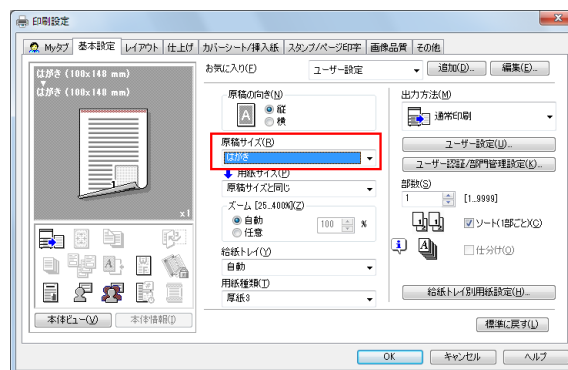 印刷設定
Myタブ 基本設定 レイアウト 仕上げ カバーシート/挿入紙 スタンプ/ページ印字 画像品質 その他
はがき (100x148 mm)
はがき (100x148 mm)
x1
本体ビュー(V) 本体情報(I)
お気に入り(F) ユーザー設定 追加(D)... 編集(E)...
原稿の向き(N)
A
縦
横
原稿サイズ(R)
はがき
用紙サイズ(P)
原稿サイズと同じ
ズーム [25..400%](Z)
自動
任意
100 %
給紙トレイ(Y)
自動
用紙種類(T)
厚紙3
出力方法(M)
通常印刷
ユーザー設定(U)...
ユーザー認証/部門管理設定(K)...
部数(S)
1 [1..9999]
ソート(1部ごと)(C)
仕分け(O)
給紙トレイ別用紙設定(H)...
標準に戻す(L)
OK キャンセル ヘルプ